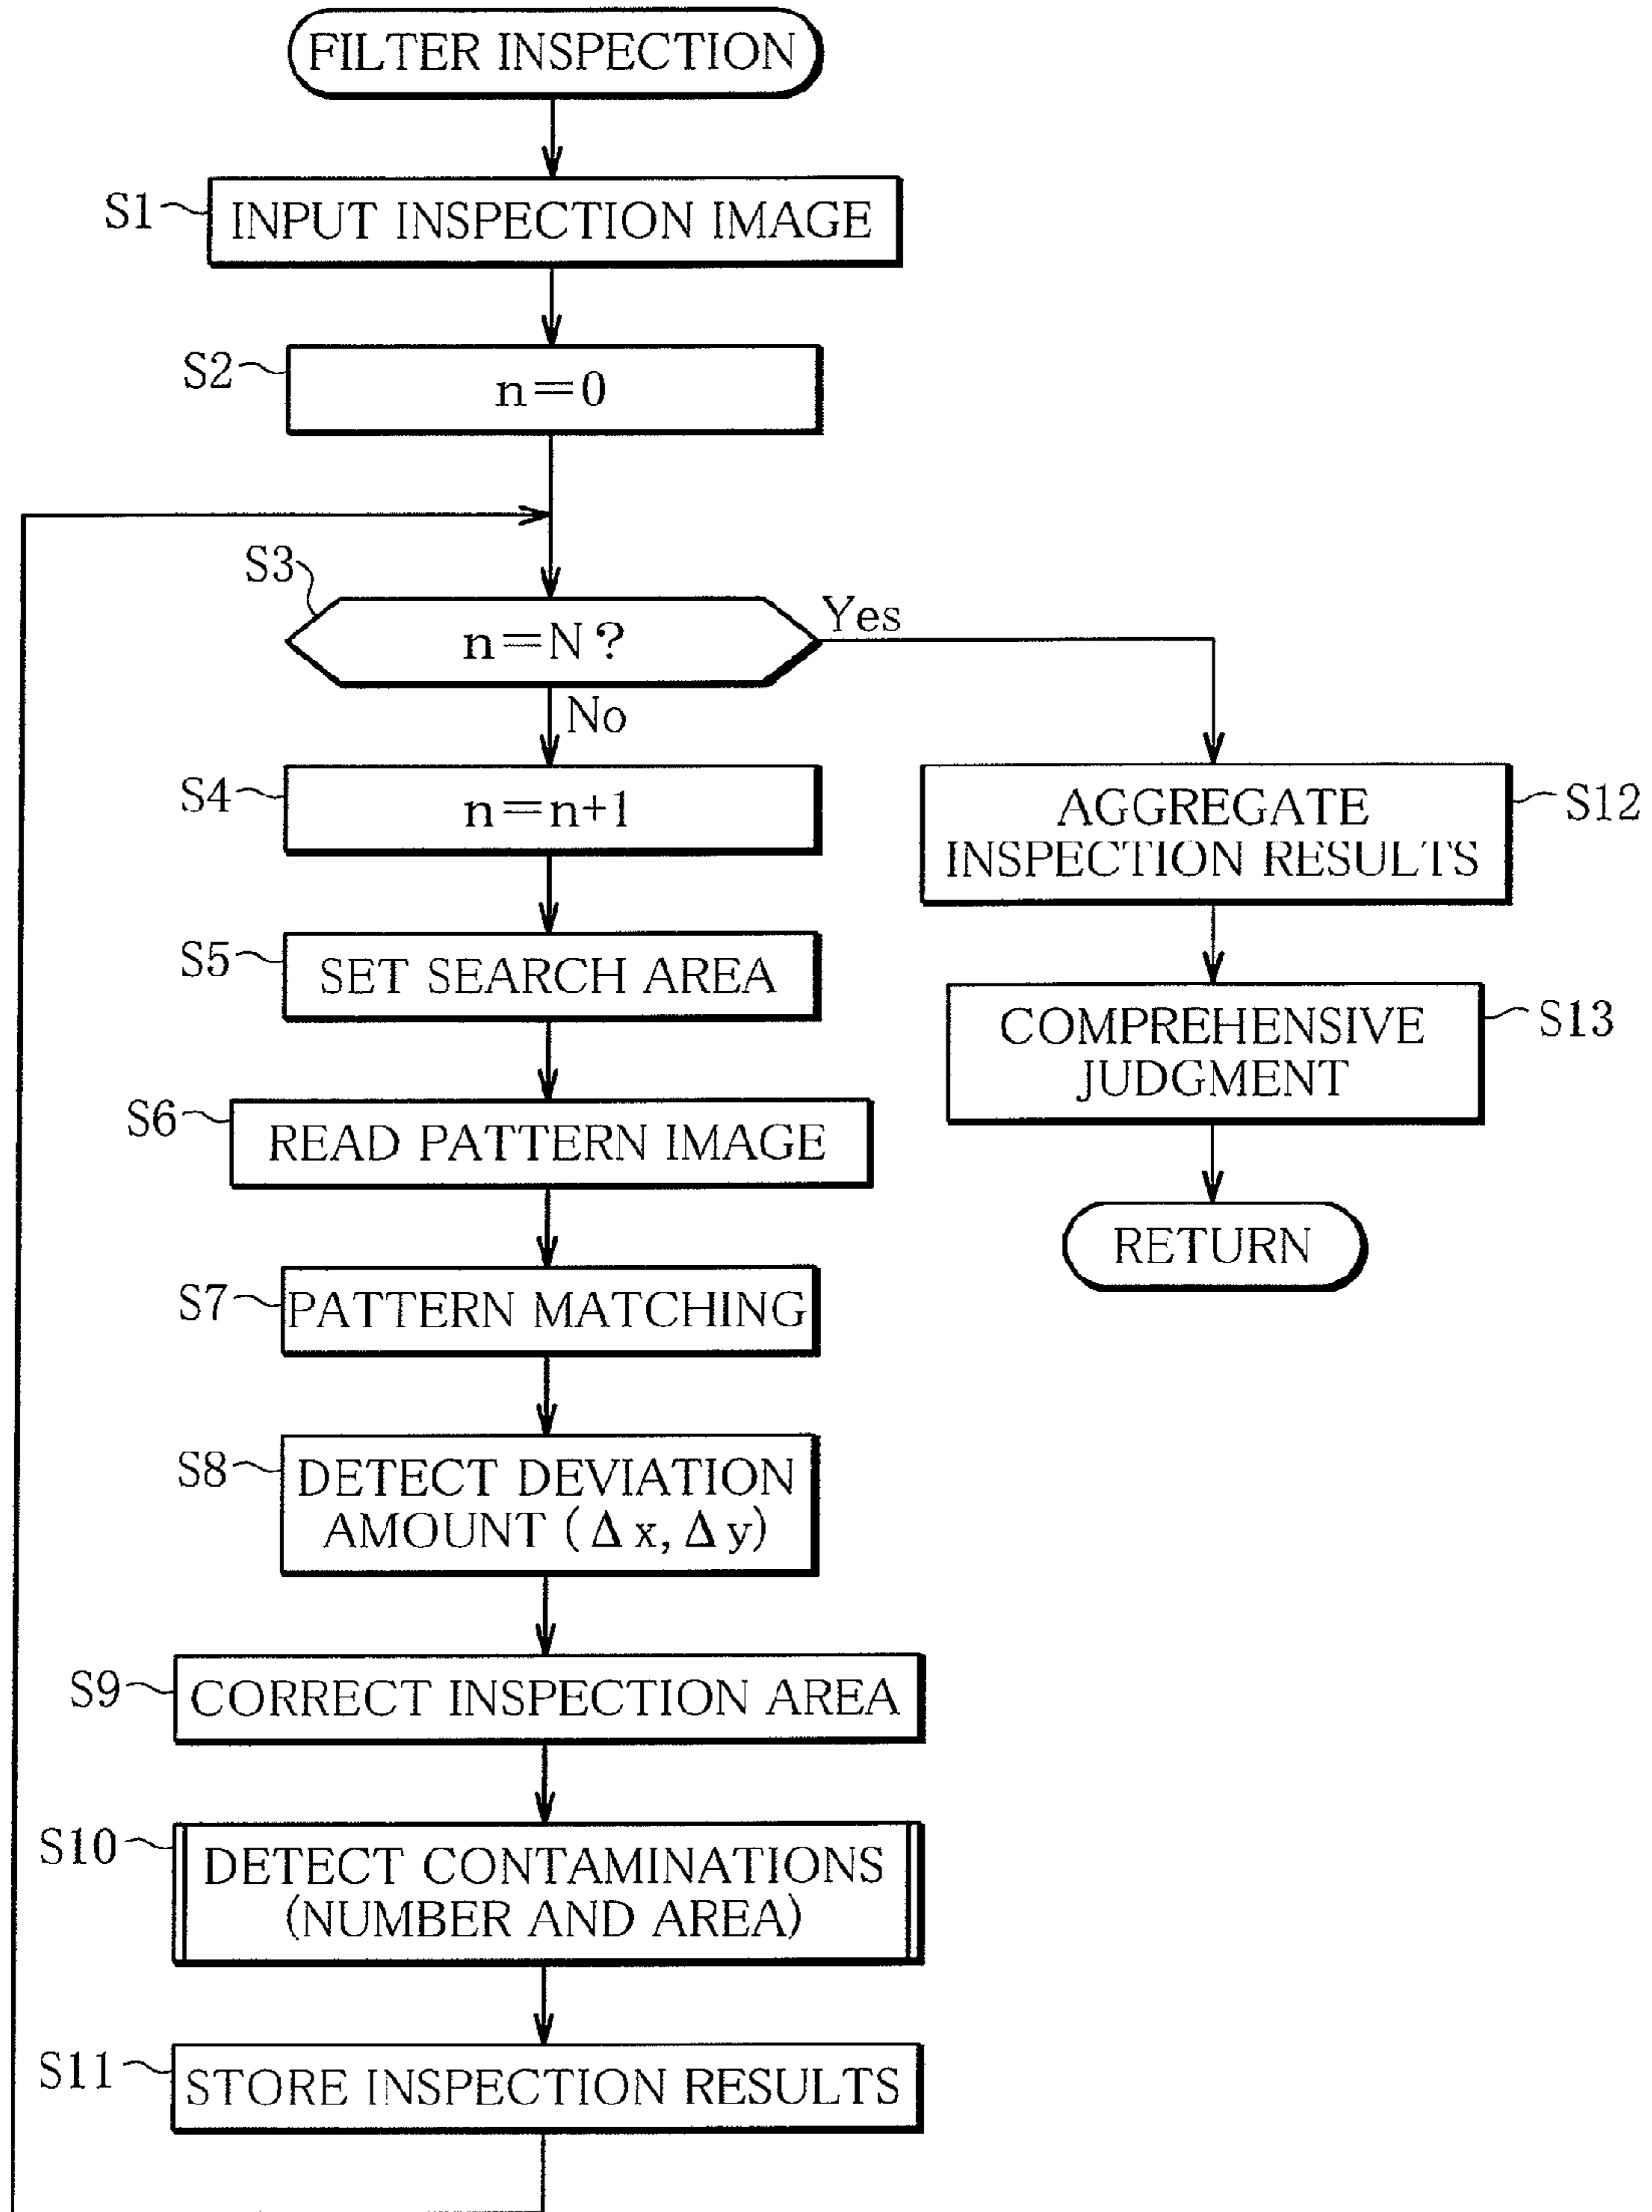 FILTER INSPECTION
S1
INPUT INSPECTION IMAGE
S2
n=0
S3
n=N?
Yes
No
S4
n=n+1
S5
SET SEARCH AREA
S6
READ PATTERN IMAGE
S7
PATTERN MATCHING
S8
DETECT DEVIATION
AMOUNT (Δx, Δy)
S9
CORRECT INSPECTION AREA
S10
DETECT CONTAMINATIONS
(NUMBER AND AREA)
S11
STORE INSPECTION RESULTS
AGGREGATE
INSPECTION RESULTS
S12
COMPREHENSIVE
JUDGMENT
S13
RETURN